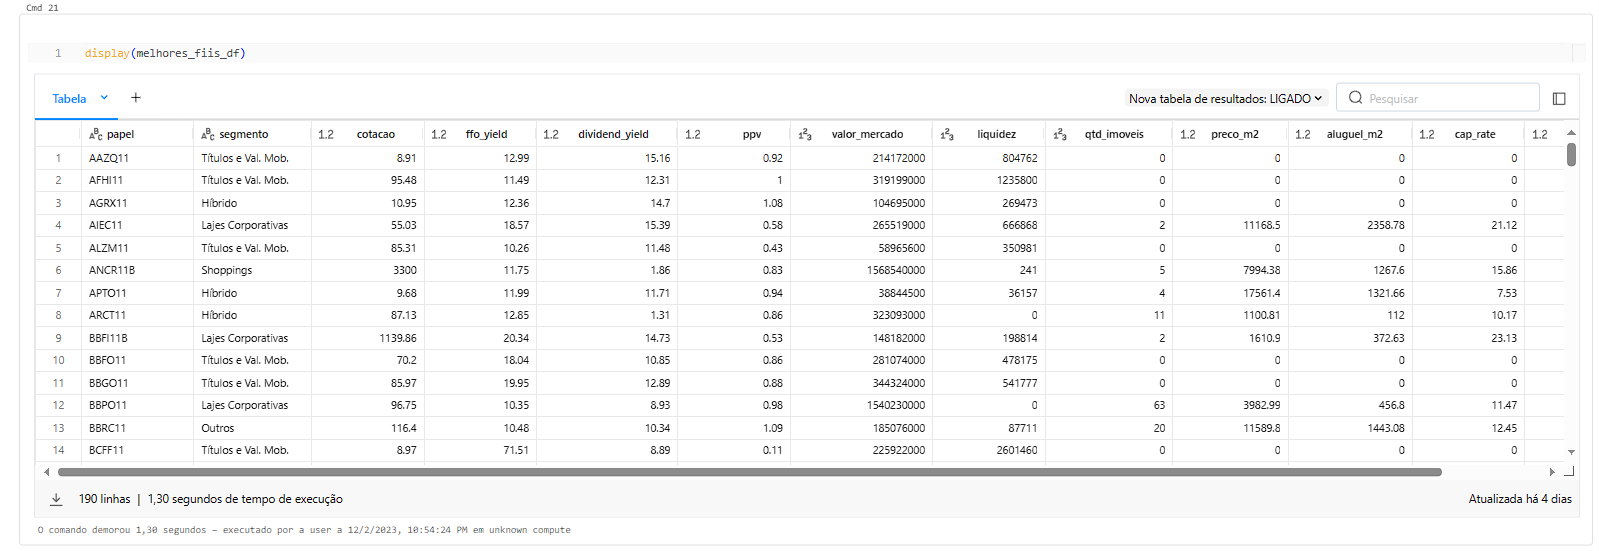 Cmd 21
1 display(melhores_fiis_df)
Tabela + Nova tabela de resultados: LIGADO Pesquisar
ABC papel ABC segmento 1.2 cotacao 1.2 ffo_yield 1.2 dividend_yield 1.2 ppv 123 valor_mercado 123 liquidez 123 qtd_imoveis 1.2 preco_m2 1.2 aluguel_m2 1.2 cap_rate 1.2
1 AAZQ11 Títulos e Val. Mob. 8.91 12.99 15.16 0.92 214172000 804762 0 0 0 0
2 AFHI11 Títulos e Val. Mob. 95.48 11.49 12.31 1 319199000 1235800 0 0 0 0
3 AGRX11 Híbrido 10.95 12.36 14.7 1.08 104695000 269473 0 0 0 0
4 AIEC11 Lajes Corporativas 55.03 18.57 15.39 0.58 265519000 666868 2 11168.5 2358.78 21.12
5 ALZM11 Títulos e Val. Mob. 85.31 10.26 11.48 0.43 58965600 350981 0 0 0 0
6 ANCR11B Shoppings 3300 11.75 1.86 0.83 1568540000 241 5 7994.38 1267.6 15.86
7 APTO11 Híbrido 9.68 11.99 11.71 0.94 38844500 36157 4 17561.4 1321.66 7.53
8 ARCT11 Híbrido 87.13 12.85 1.31 0.86 323093000 0 11 1100.81 112 10.17
9 BBFI11B Lajes Corporativas 1139.86 20.34 14.73 0.53 148182000 198814 2 1610.9 372.63 23.13
10 BBFO11 Títulos e Val. Mob. 70.2 18.04 10.85 0.86 281074000 478175 0 0 0 0
11 BBGO11 Títulos e Val. Mob. 85.97 19.95 12.89 0.88 344324000 541777 0 0 0 0
12 BBPO11 Lajes Corporativas 96.75 10.35 8.93 0.98 1540230000 0 63 3982.99 456.8 11.47
13 BBRC11 Outros 116.4 10.48 10.34 1.09 185076000 87711 20 11589.8 1443.08 12.45
14 BCFF11 Títulos e Val. Mob. 8.97 71.51 8.89 0.11 225922000 2601460 0 0 0 0
190 linhas | 1,30 segundos de tempo de execução Atualizada há 4 dias
O comando demorou 1,30 segundos – executado por a user a 12/2/2023, 10:54:24 PM em unknown compute